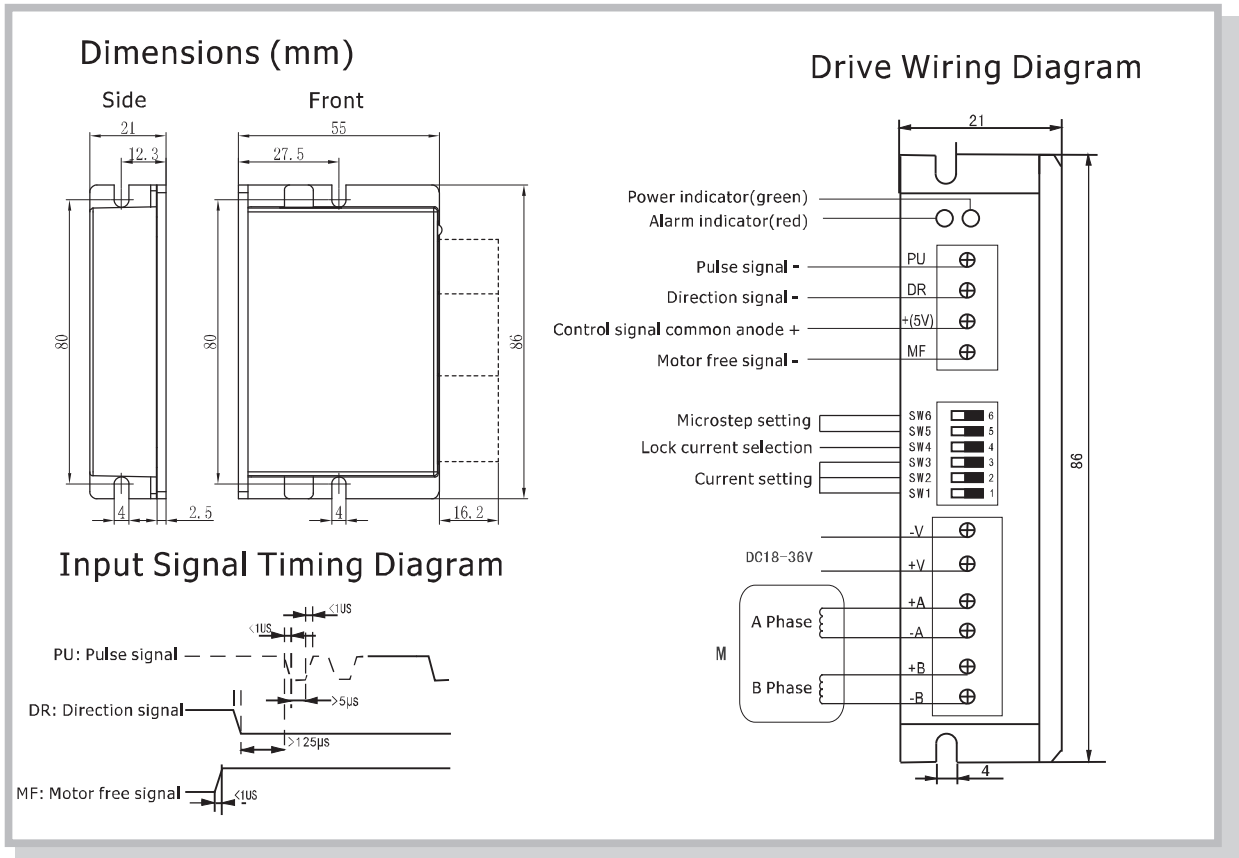 Dimensions (mm)
Side
Front
21
12.3
55
27.5
80
80
86
4
2.5
4
16.2
Input Signal Timing Diagram
<1US
<1US
PU: Pulse signal
>5μs
DR: Direction signal
>125μs
MF: Motor free signal
<1US
Drive Wiring Diagram
21
Power indicator(green)
Alarm indicator(red)
Pulse signal - PU
Direction signal - DR
Control signal common anode + +(5V)
Motor free signal - MF
Microstep setting
Lock current selection
Current setting
SW6 6
SW5 5
SW4 4
SW3 3
SW2 2
SW1 1
86
DC18-36V
-V
+V
M
A Phase
+A
-A
B Phase
+B
-B
4